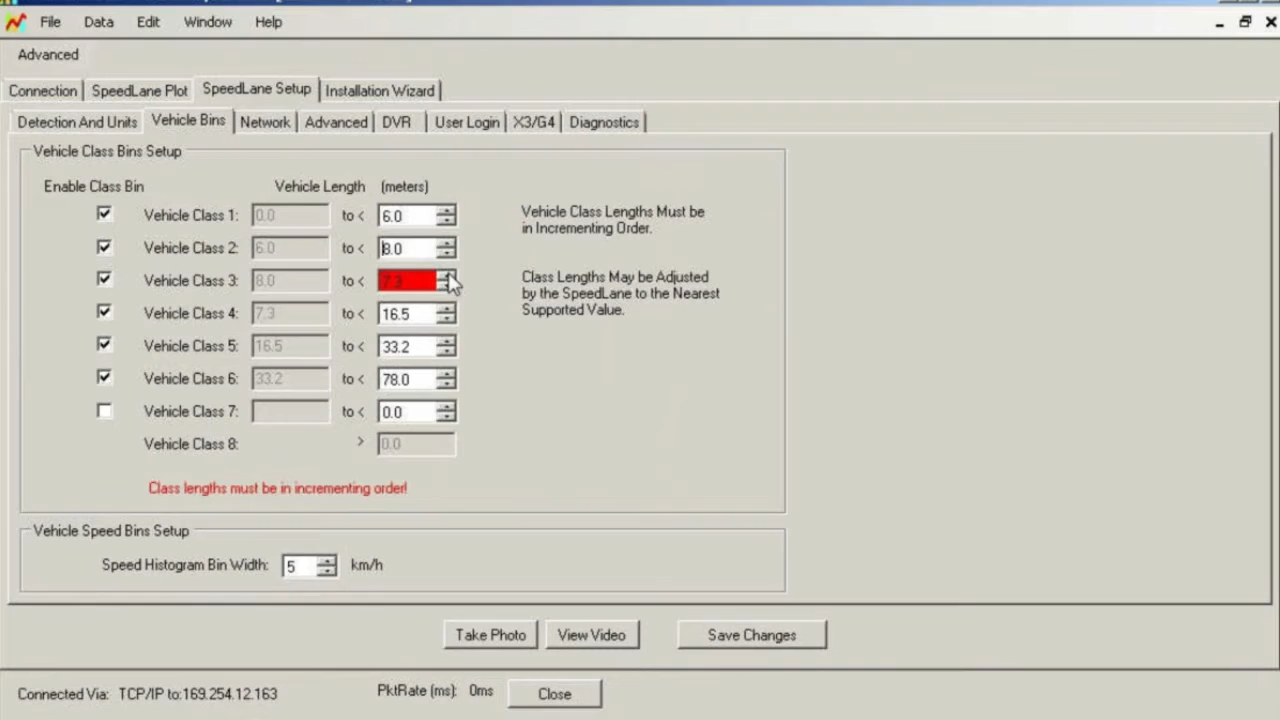 File Data Edit Window Help
Advanced
Connection SpeedLane Plot SpeedLane Setup Installation Wizard
Detection And Units Vehicle Bins Network Advanced DVR User Login X3/G4 Diagnostics
Vehicle Class Bins Setup
Enable Class Bin Vehicle Length (meters)
Vehicle Class 1: 0.0 to < 6.0
Vehicle Class 2: 6.0 to < 8.0
Vehicle Class 3: 8.0 to < 7.3
Vehicle Class 4: 7.3 to < 16.5
Vehicle Class 5: 16.5 to < 33.2
Vehicle Class 6: 33.2 to < 78.0
Vehicle Class 7: to < 0.0
Vehicle Class 8: > 0.0
Vehicle Class Lengths Must be
in Incrementing Order.
Class Lengths May be Adjusted
by the SpeedLane to the Nearest
Supported Value.
Class lengths must be in incrementing order!
Vehicle Speed Bins Setup
Speed Histogram Bin Width: 5 km/h
Take Photo View Video Save Changes
Connected Via: TCP/IP to:169.254.12.163 PktRate (ms): 0ms Close